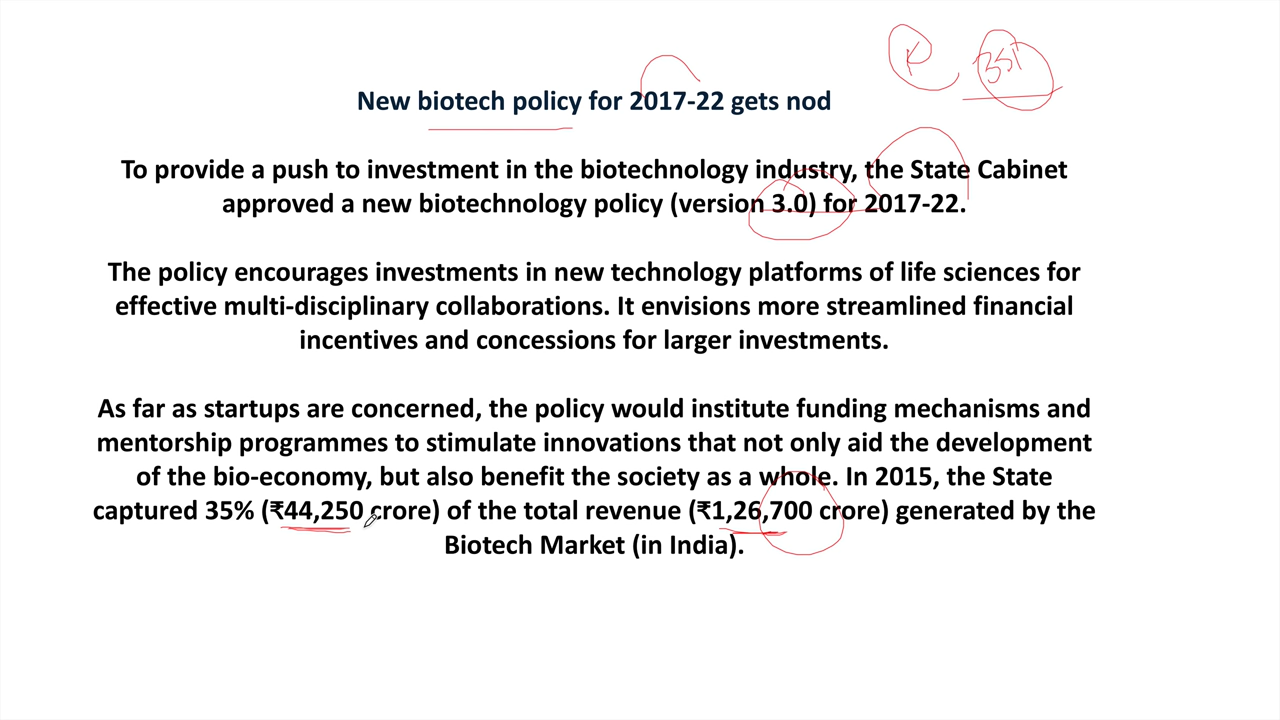 New biotech policy for 2017-22 gets nod
To provide a push to investment in the biotechnology industry, the State Cabinet
approved a new biotechnology policy (version 3.0) for 2017-22.
The policy encourages investments in new technology platforms of life sciences for
effective multi-disciplinary collaborations. It envisions more streamlined financial
incentives and concessions for larger investments.
As far as startups are concerned, the policy would institute funding mechanisms and
mentorship programmes to stimulate innovations that not only aid the development
of the bio-economy, but also benefit the society as a whole. In 2015, the State
captured 35% (₹44,250 crore) of the total revenue (₹1,26,700 crore) generated by the
Biotech Market (in India).